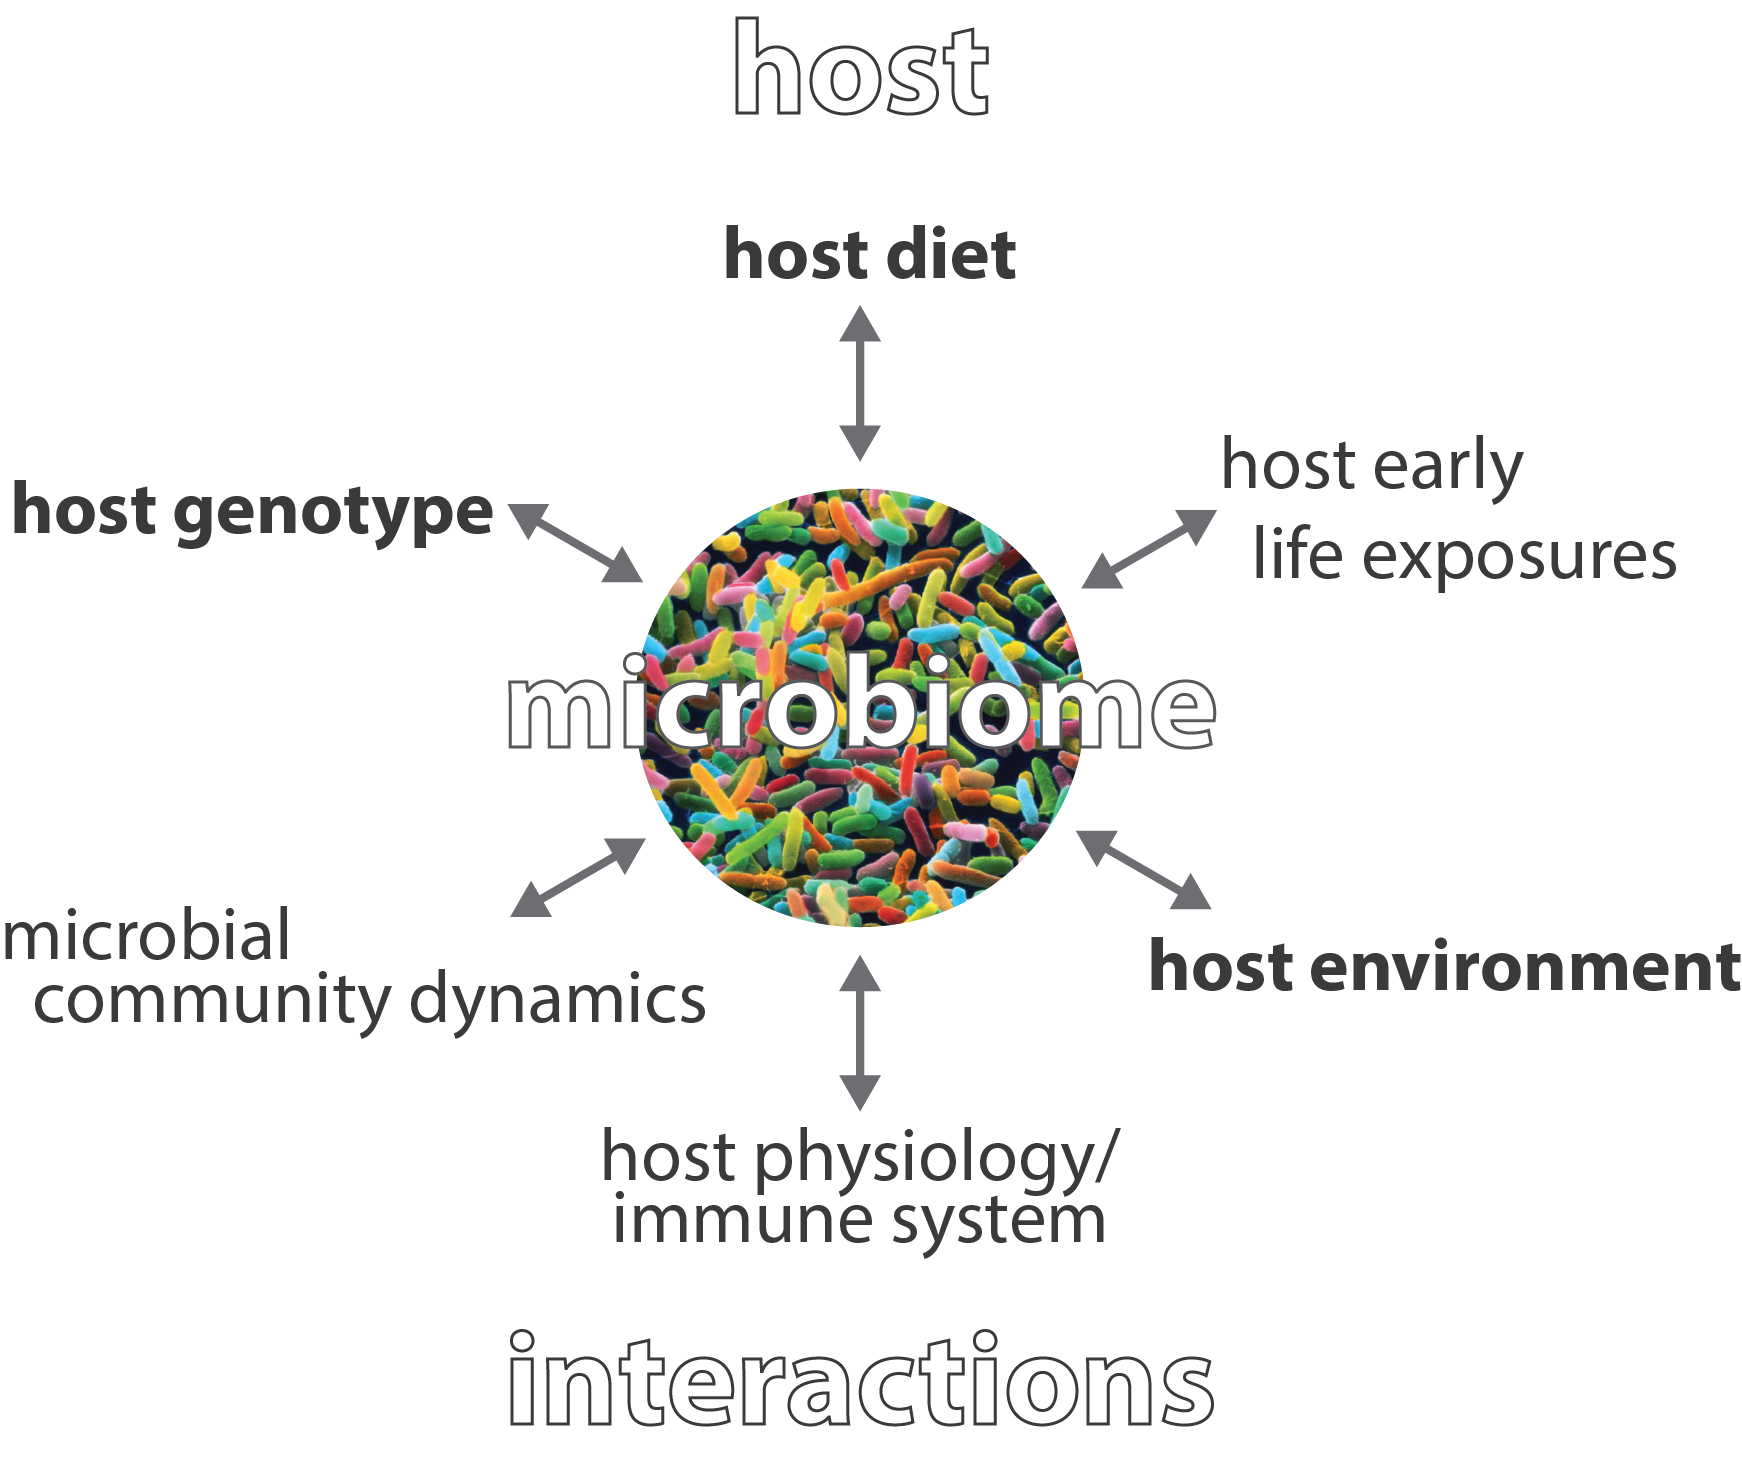 host
host diet
host early
life exposures
host genotype
microbiome
microbial
community dynamics
host environment
host physiology/
immune system
interactions